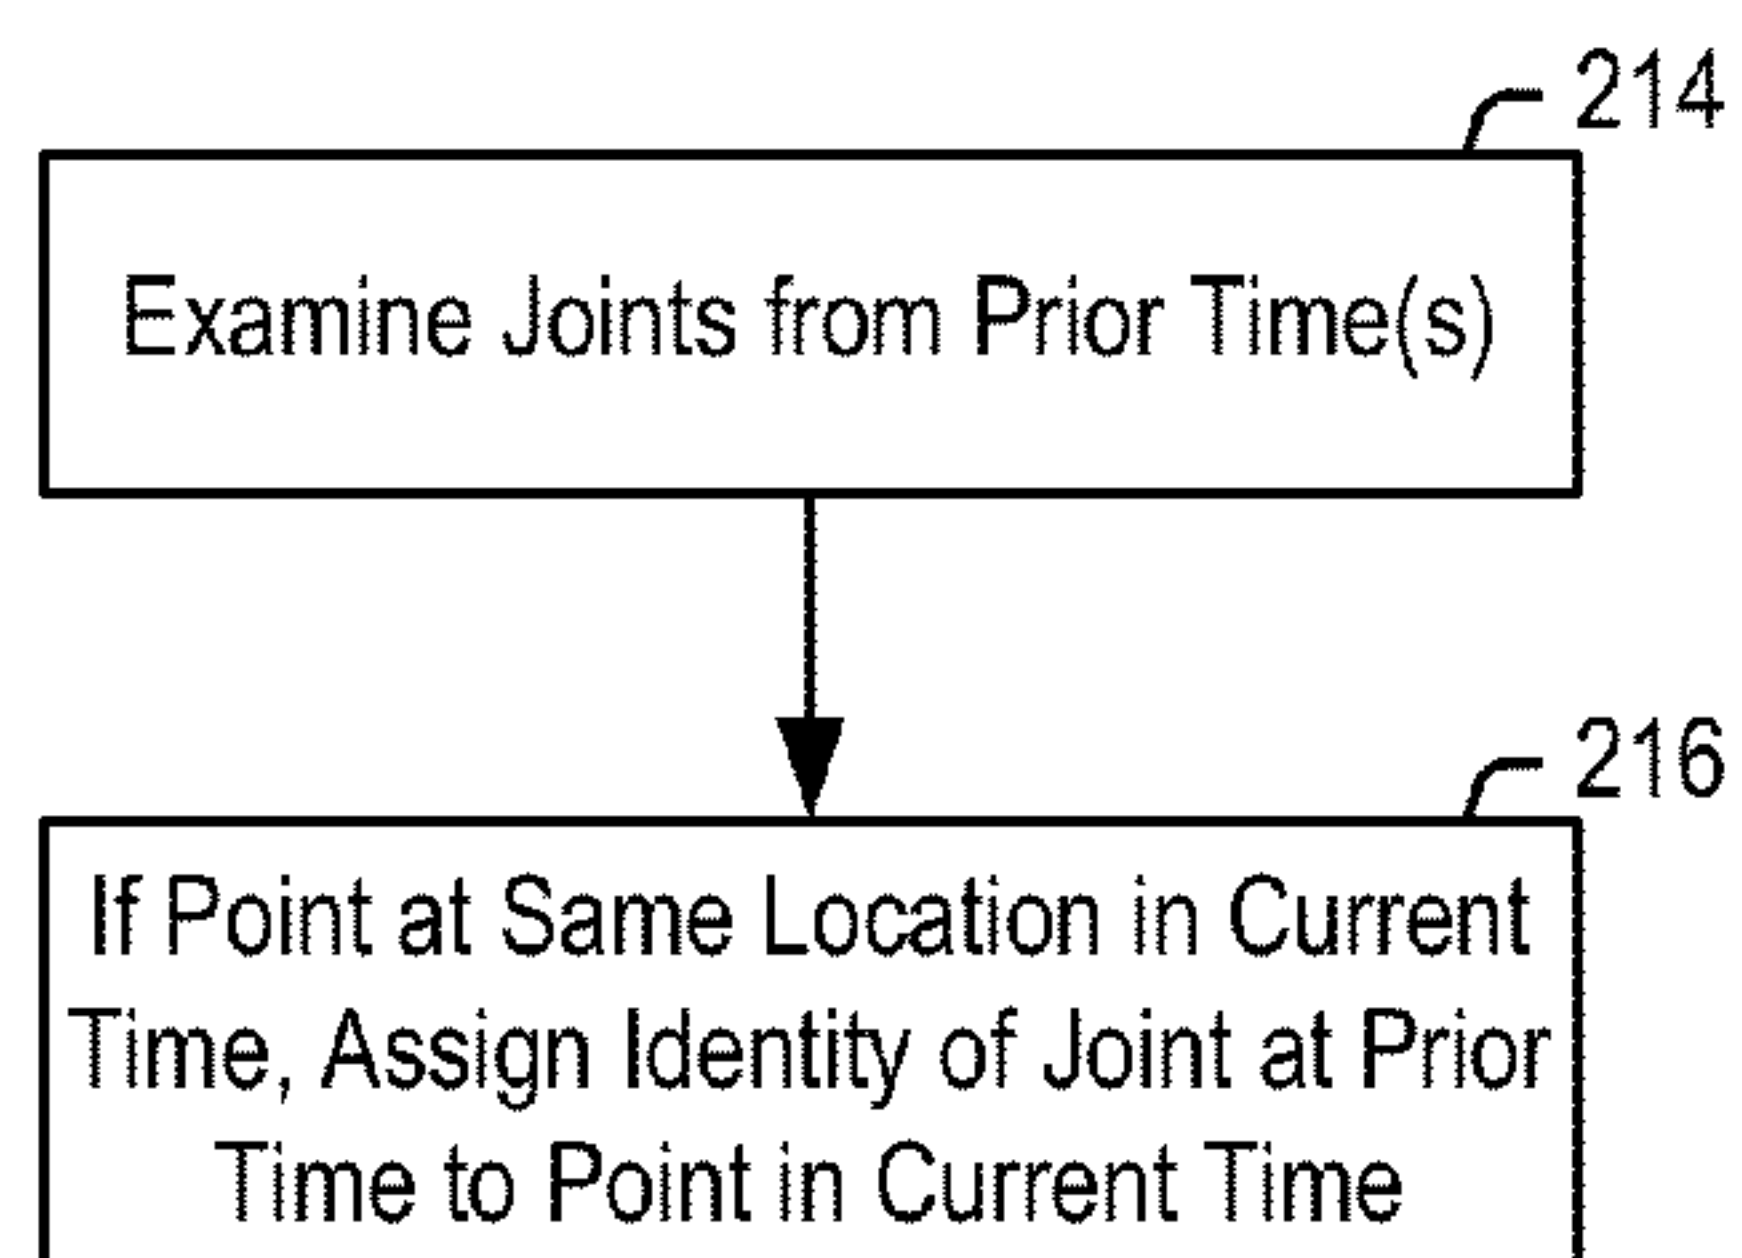 214
Examine Joints from Prior Time(s)
216
If Point at Same Location in Current
Time, Assign Identity of Joint at Prior
Time to Point in Current Time